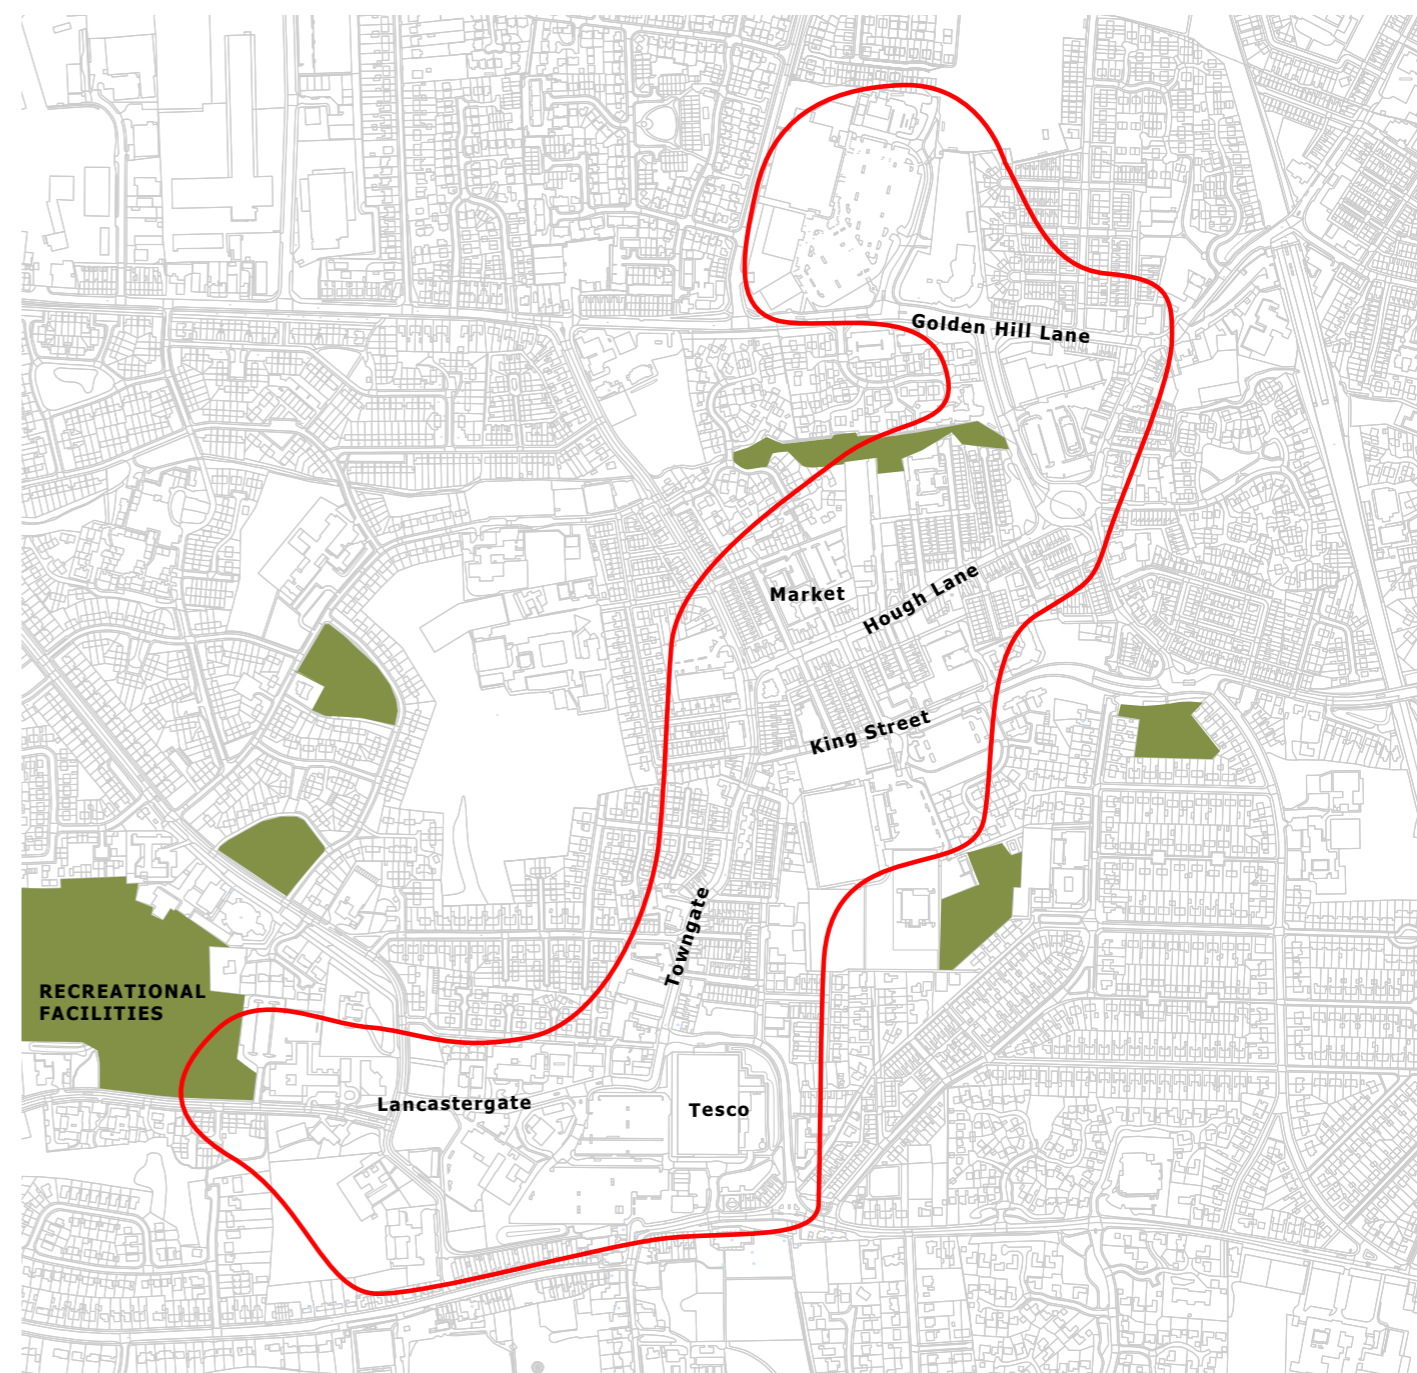 Golden Hill Lane
Market
Hough Lane
King Street
Towngate
RECREATIONAL
FACILITIES
Lancastergate
Tesco